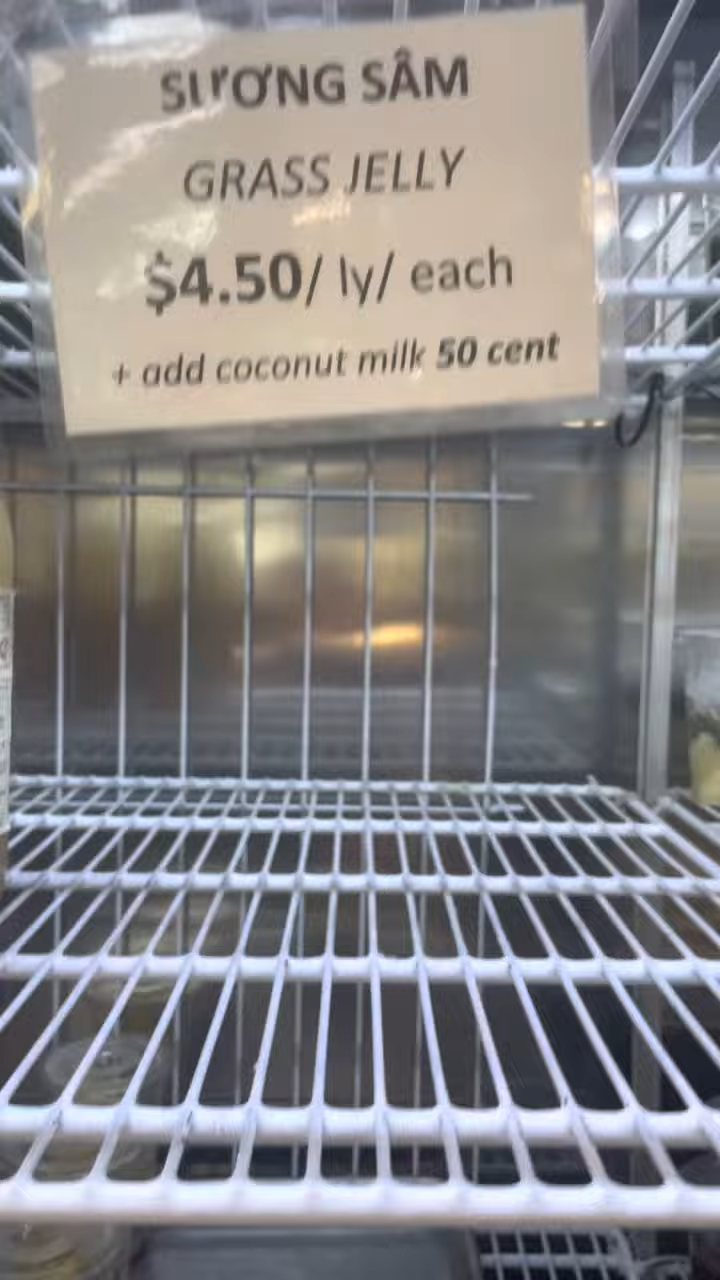 SƯƠNG SÂM
GRASS JELLY
$4.50/ ly/ each
+ add coconut milk 50 cent